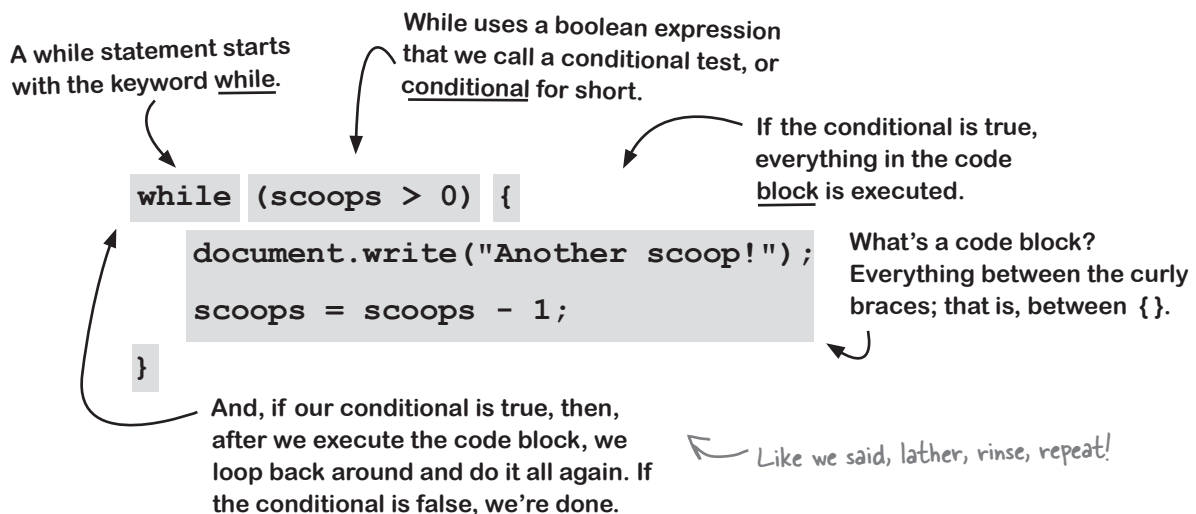 A while statement starts
with the keyword while.
While uses a boolean expression
that we call a conditional test, or
conditional for short.
If the conditional is true,
everything in the code
block is executed.
while (scoops > 0) {
document.write("Another scoop!");
scoops = scoops - 1;
}
What's a code block?
Everything between the curly
braces; that is, between { }.
And, if our conditional is true, then,
after we execute the code block, we
loop back around and do it all again. If
the conditional is false, we're done.
Like we said, lather, rinse, repeat!